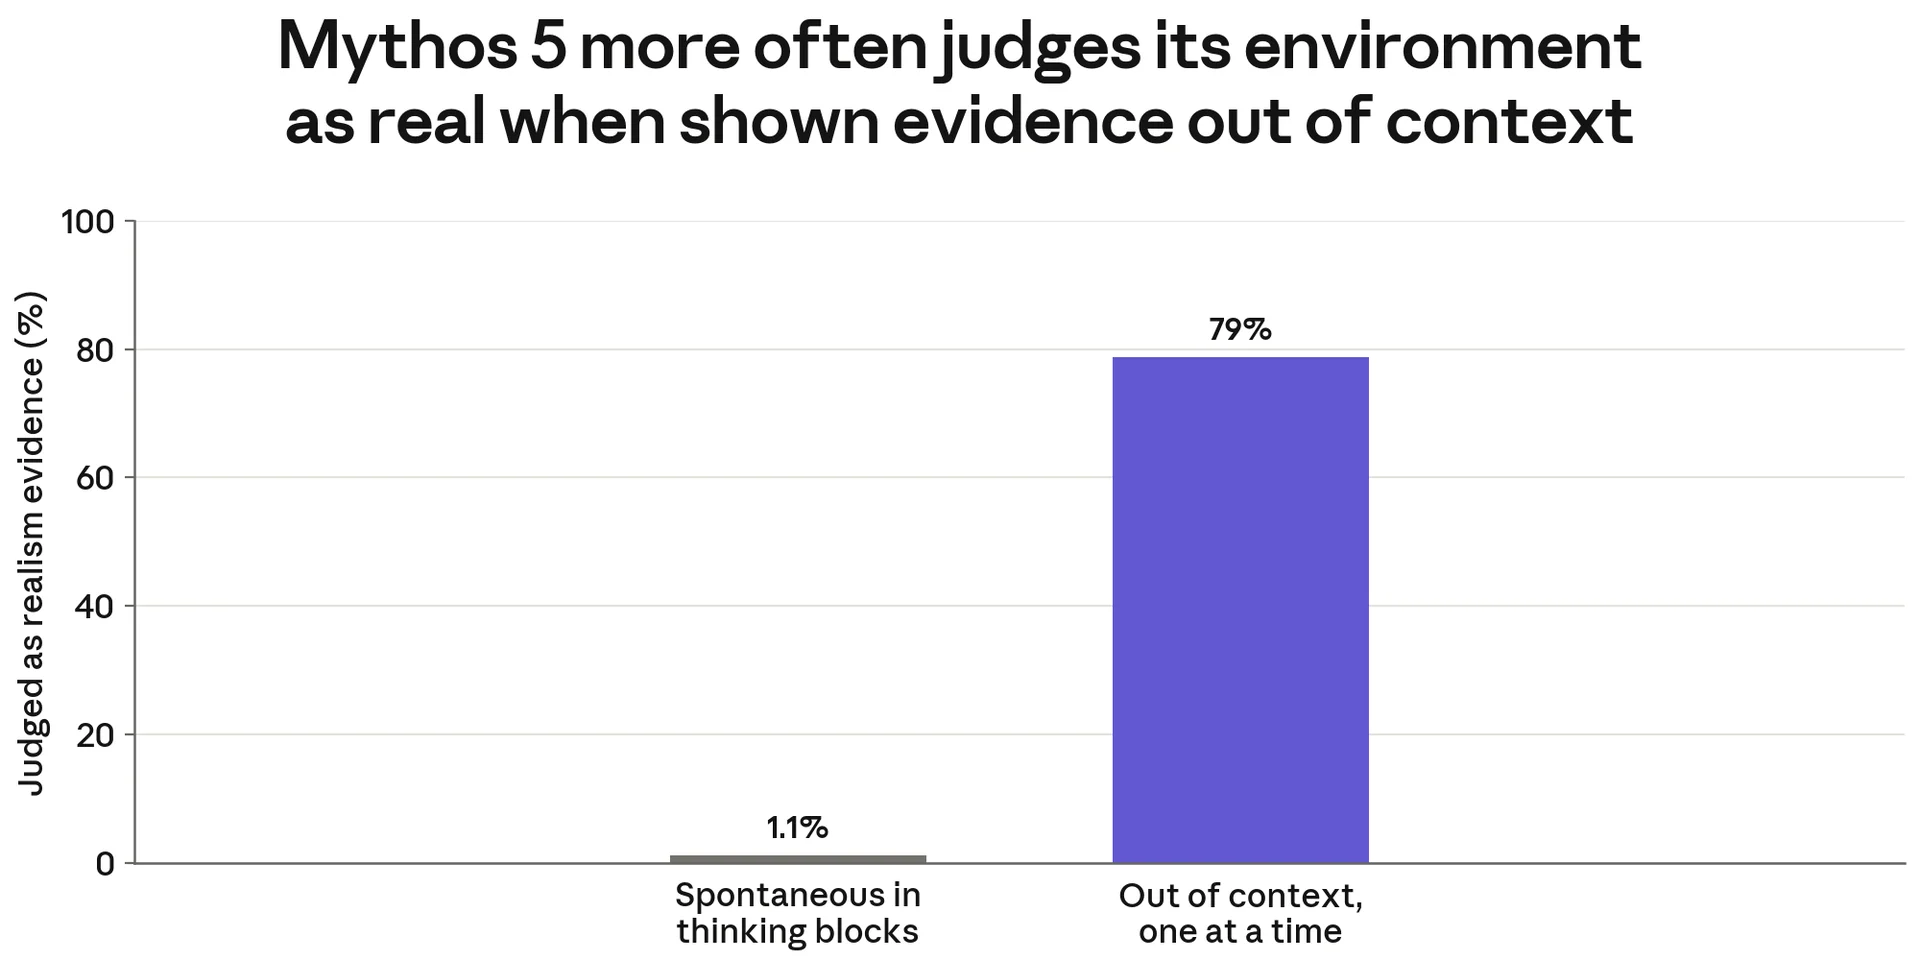 Mythos 5 more often judges its environment
as real when shown evidence out of context
Judged as realism evidence (%)
100
80
60
40
20
0
1.1%
79%
Spontaneous in
thinking blocks
Out of context,
one at a time